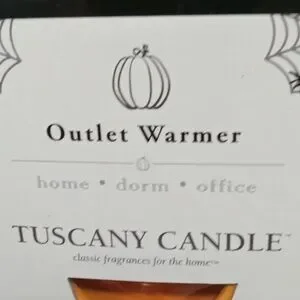 Outlet Warmer
home • dorm • office
TUSCANY CANDLE™
classic fragrances for the home™